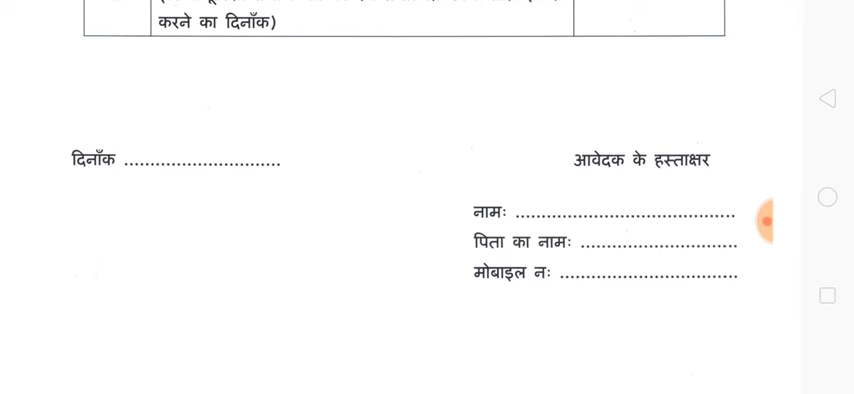 करने का दिनाँक)
दिनाँक ..............................
आवेदक के हस्ताक्षर
नामः ..........................................
पिता का नामः ..............................
मोबाइल नः ..................................